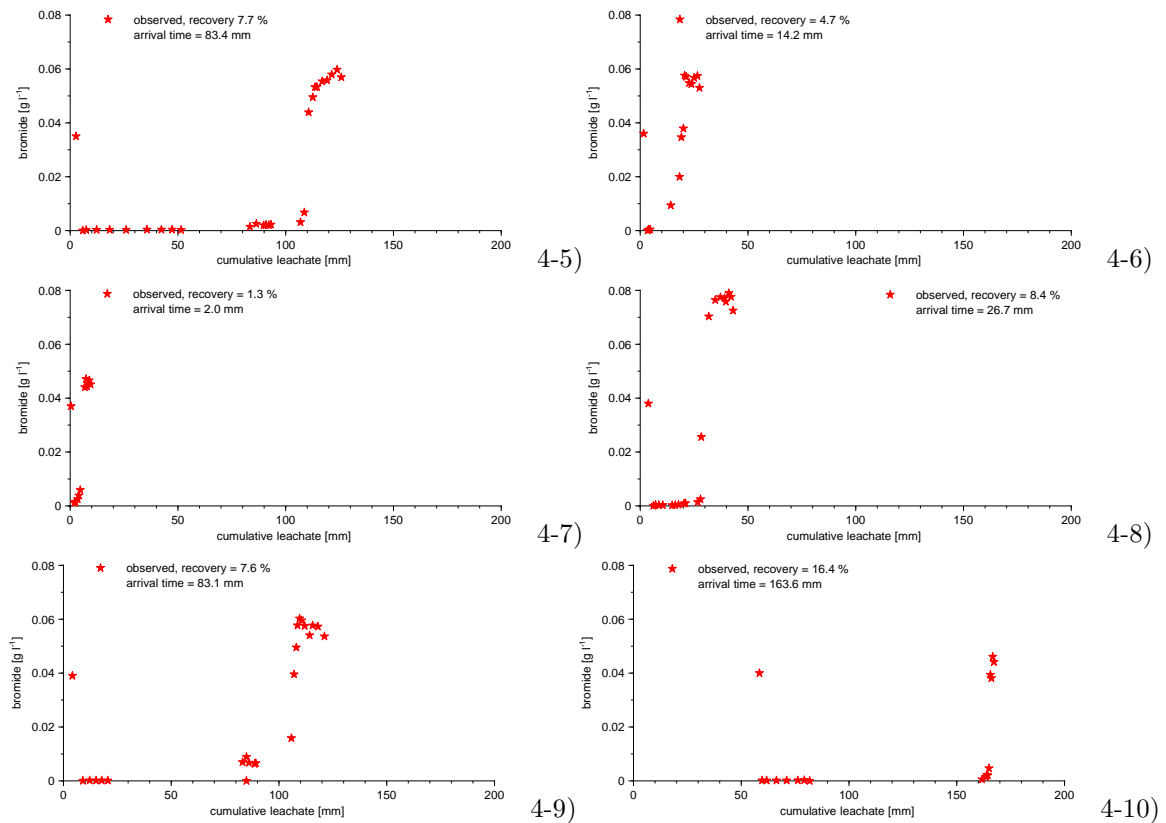 observed, recovery 7.7 %
arrival time = 83.4 mm
bromide [g l-1]
0.08
0.06
0.04
0.02
0
0 50 100 150 200
cumulative leachate [mm]
4-5)
observed, recovery = 4.7 %
arrival time = 14.2 mm
bromide [g l-1]
0.08
0.06
0.04
0.02
0
0 50 100 150 200
cumulative leachate [mm]
4-6)
observed, recovery = 1.3 %
arrival time = 2.0 mm
bromide [g l-1]
0.08
0.06
0.04
0.02
0
0 50 100 150 200
cumulative leachate [mm]
4-7)
observed, recovery = 8.4 %
arrival time = 26.7 mm
bromide [g l-1]
0.08
0.06
0.04
0.02
0
0 50 100 150 200
cumulative leachate [mm]
4-8)
observed, recovery = 7.6 %
arrival time = 83.1 mm
bromide [g l-1]
0.08
0.06
0.04
0.02
0
0 50 100 150 200
cumulative leachate [mm]
4-9)
observed, recovery = 16.4 %
arrival time = 163.6 mm
bromide [g l-1]
0.08
0.06
0.04
0.02
0
0 50 100 150 200
cumulative leachate [mm]
4-10)